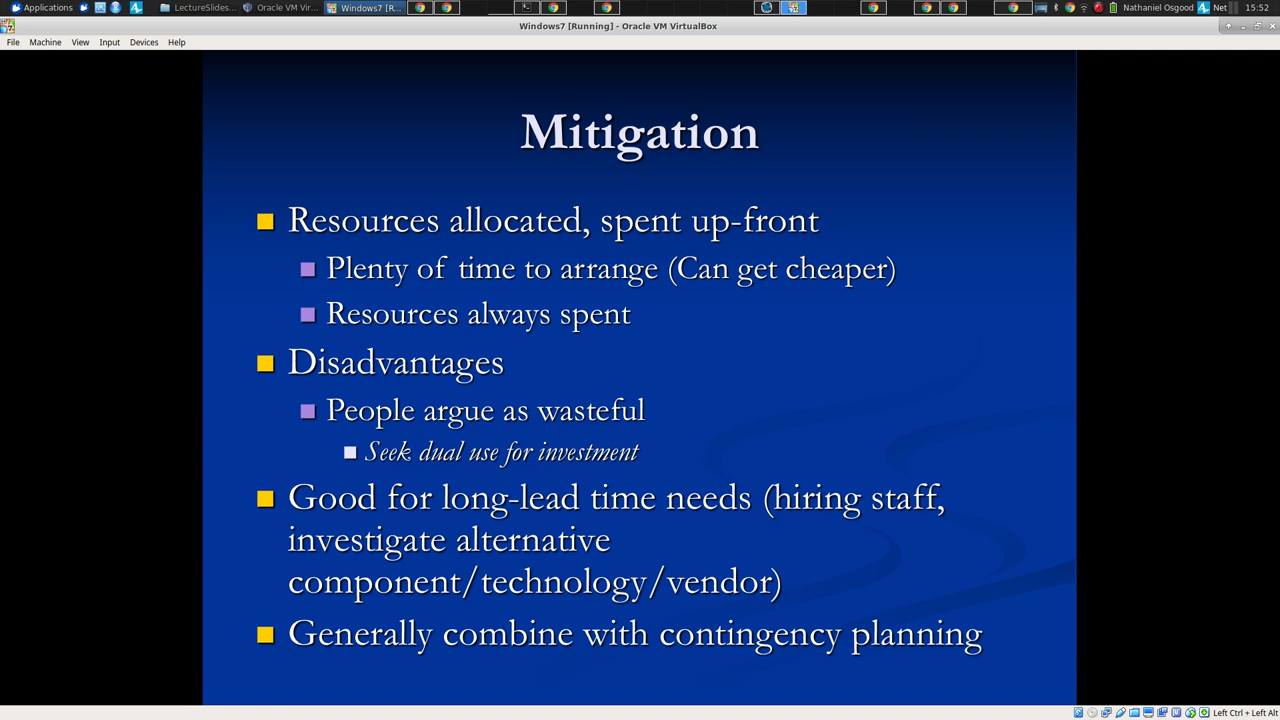 Applications
LectureSlides...
Oracle VM Vir...
Windows7 [R...
Nathaniel Osgood
Net
15:52
Windows7 [Running] - Oracle VM VirtualBox
File Machine View Input Devices Help
Mitigation
Resources allocated, spent up-front
Plenty of time to arrange (Can get cheaper)
Resources always spent
Disadvantages
People argue as wasteful
Seek dual use for investment
Good for long-lead time needs (hiring staff,
investigate alternative
component/technology/vendor)
Generally combine with contingency planning
Left Ctrl + Left Alt